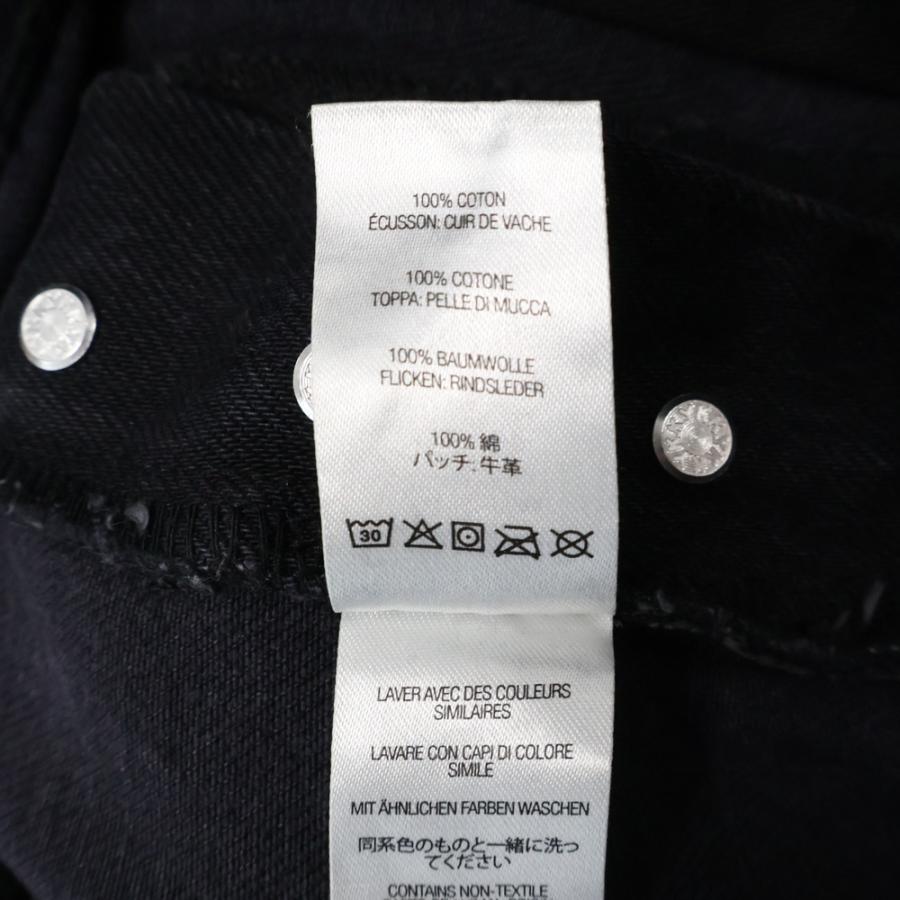 100% COTON
ÉCUSSON: CUIR DE VACHE
100% COTONE
TOPPA: PELLE DI MUCCA
100% BAUMWOLLE
FLICKEN: RINDSLEDER
100% 綿
パッチ:牛革
30
LAVER AVEC DES COULEURS
SIMILAIRES
LAVARE CON CAPI DI COLORE
SIMILE
MIT ÄHNLICHEN FARBEN WASCHEN
同系色のものと一緒に洗っ
てください
CONTAINS NON-TEXTILE